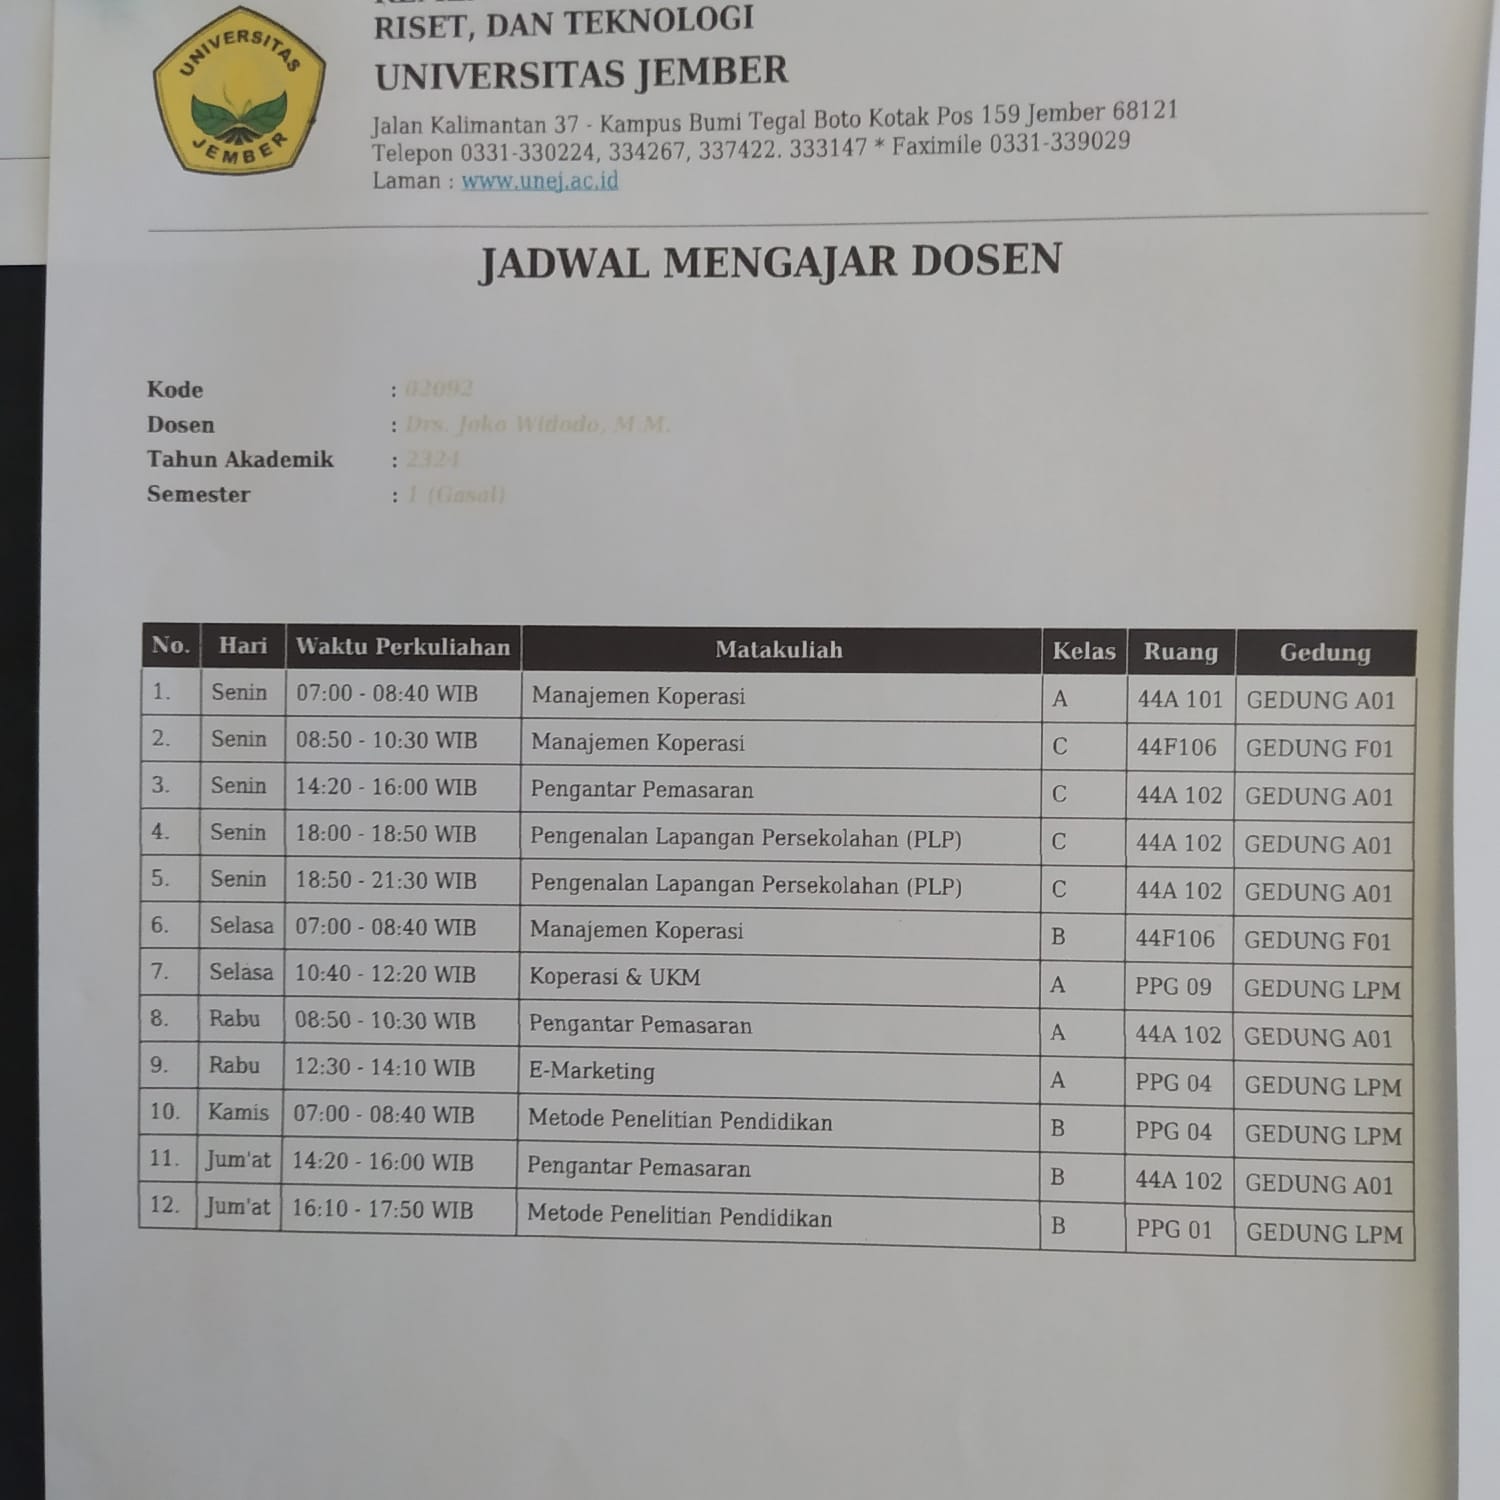 UNIVERSITAS
JEMBER
RISET, DAN TEKNOLOGI
UNIVERSITAS JEMBER
Jalan Kalimantan 37 - Kampus Bumi Tegal Boto Kotak Pos 159 Jember 68121
Telepon 0331-330224, 334267, 337422. 333147 * Faximile 0331-339029
Laman : www.unej.ac.id
JADWAL MENGAJAR DOSEN
Kode : 02092
Dosen : Drs. Joko Widodo, M.M.
Tahun Akademik : 2324
Semester : 1 (Gasal)
No. Hari Waktu Perkuliahan Matakuliah Kelas Ruang Gedung
1. Senin 07:00 - 08:40 WIB Manajemen Koperasi A 44A 101 GEDUNG A01
2. Senin 08:50 - 10:30 WIB Manajemen Koperasi C 44F106 GEDUNG F01
3. Senin 14:20 - 16:00 WIB Pengantar Pemasaran C 44A 102 GEDUNG A01
4. Senin 18:00 - 18:50 WIB Pengenalan Lapangan Persekolahan (PLP) C 44A 102 GEDUNG A01
5. Senin 18:50 - 21:30 WIB Pengenalan Lapangan Persekolahan (PLP) C 44A 102 GEDUNG A01
6. Selasa 07:00 - 08:40 WIB Manajemen Koperasi B 44F106 GEDUNG F01
7. Selasa 10:40 - 12:20 WIB Koperasi & UKM A PPG 09 GEDUNG LPM
8. Rabu 08:50 - 10:30 WIB Pengantar Pemasaran A 44A 102 GEDUNG A01
9. Rabu 12:30 - 14:10 WIB E-Marketing A PPG 04 GEDUNG LPM
10. Kamis 07:00 - 08:40 WIB Metode Penelitian Pendidikan B PPG 04 GEDUNG LPM
11. Jum'at 14:20 - 16:00 WIB Pengantar Pemasaran B 44A 102 GEDUNG A01
12. Jum'at 16:10 - 17:50 WIB Metode Penelitian Pendidikan B PPG 01 GEDUNG LPM